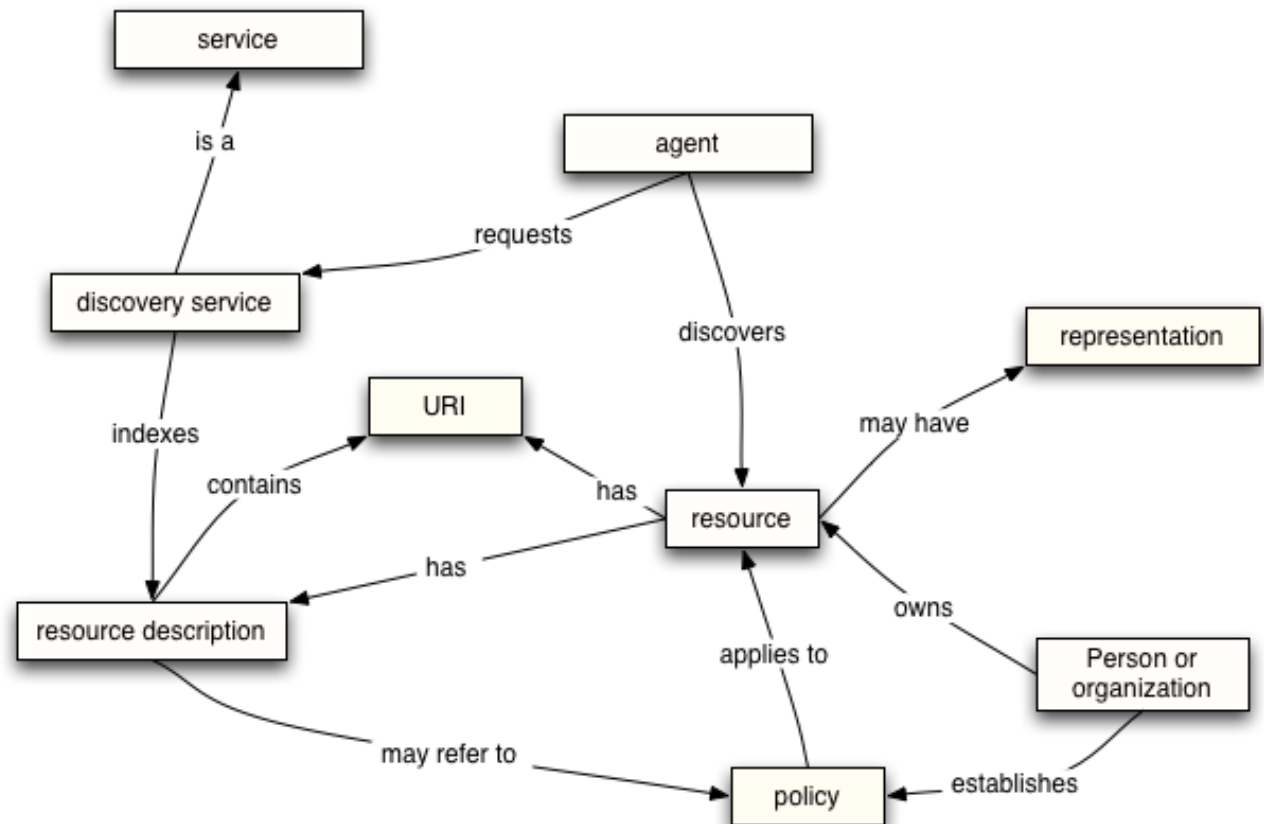 service
is a
agent
requests
discovery service
discovers
representation
URI
may have
indexes
contains
has
resource
has
owns
resource description
applies to
Person or
organization
may refer to
establishes
policy